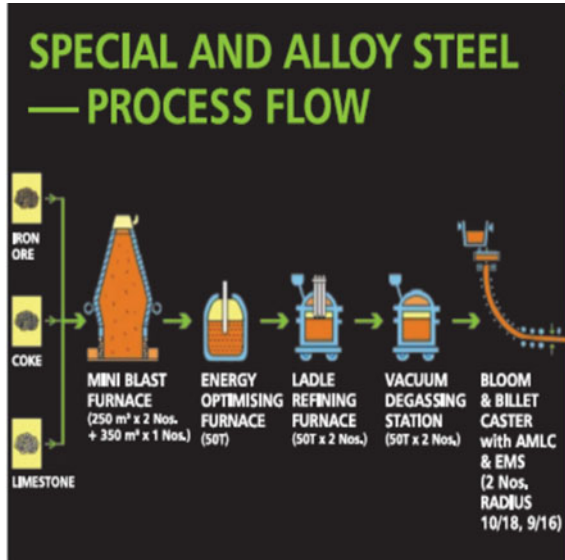 SPECIAL AND ALLOY STEEL
— PROCESS FLOW
IRON
ORE
COKE
LIMESTONE
MINI BLAST
FURNACE
(250 m³ x 2 Nos.
+ 350 m³ x 1 Nos.)
ENERGY
OPTIMISING
FURNACE
(50T)
LADLE
REFINING
FURNACE
(50T x 2 Nos.)
VACUUM
DEGASSING
STATION
(50T x 2 Nos.)
BLOOM
& BILLET
CASTER
with AMLC
& EMS
(2 Nos.
RADIUS
10/18, 9/16)